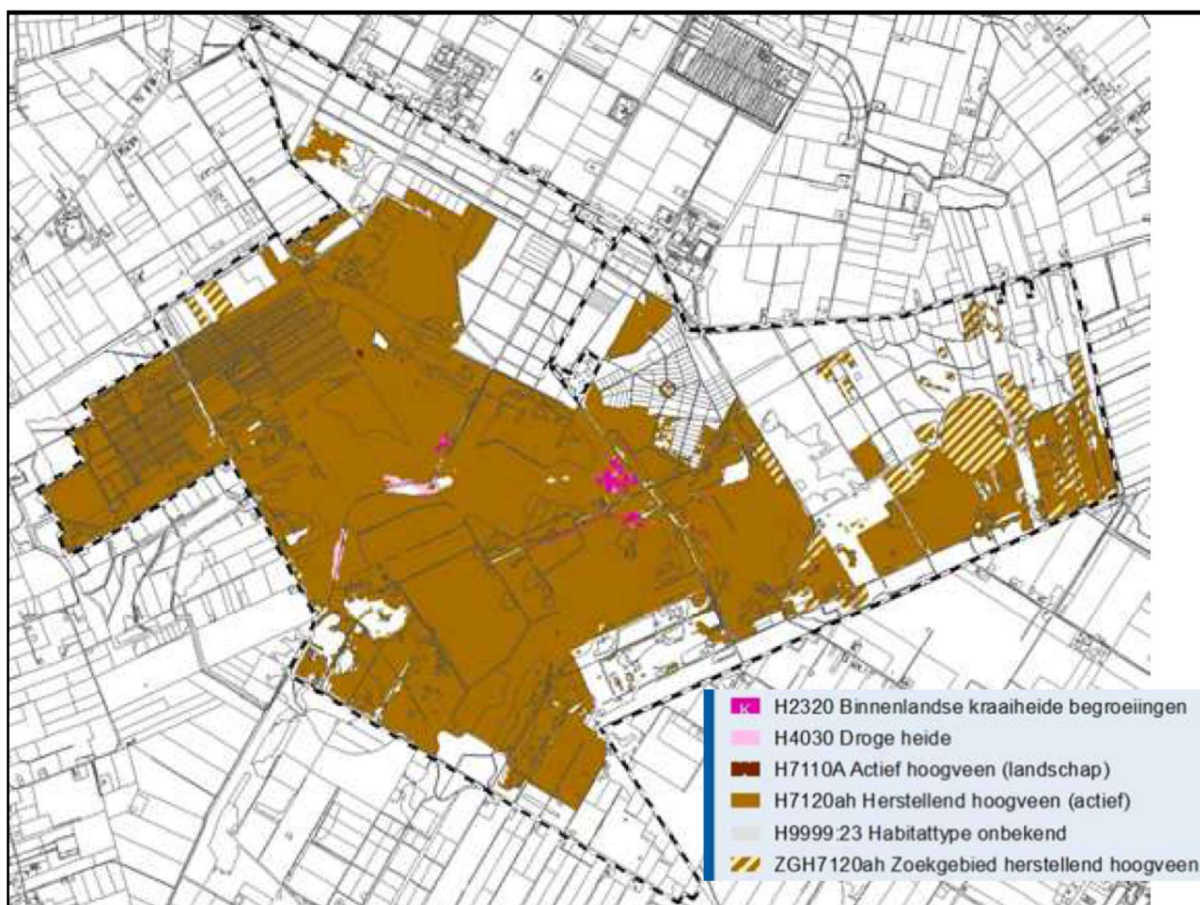 K H2320 Binnenlandse kraaiheide begroeiingen
H4030 Droge heide
H7110A Actief hoogveen (landschap)
H7120ah Herstellend hoogveen (actief)
H9999:23 Habitattype onbekend
ZGH7120ah Zoekgebied herstellend hoogveen